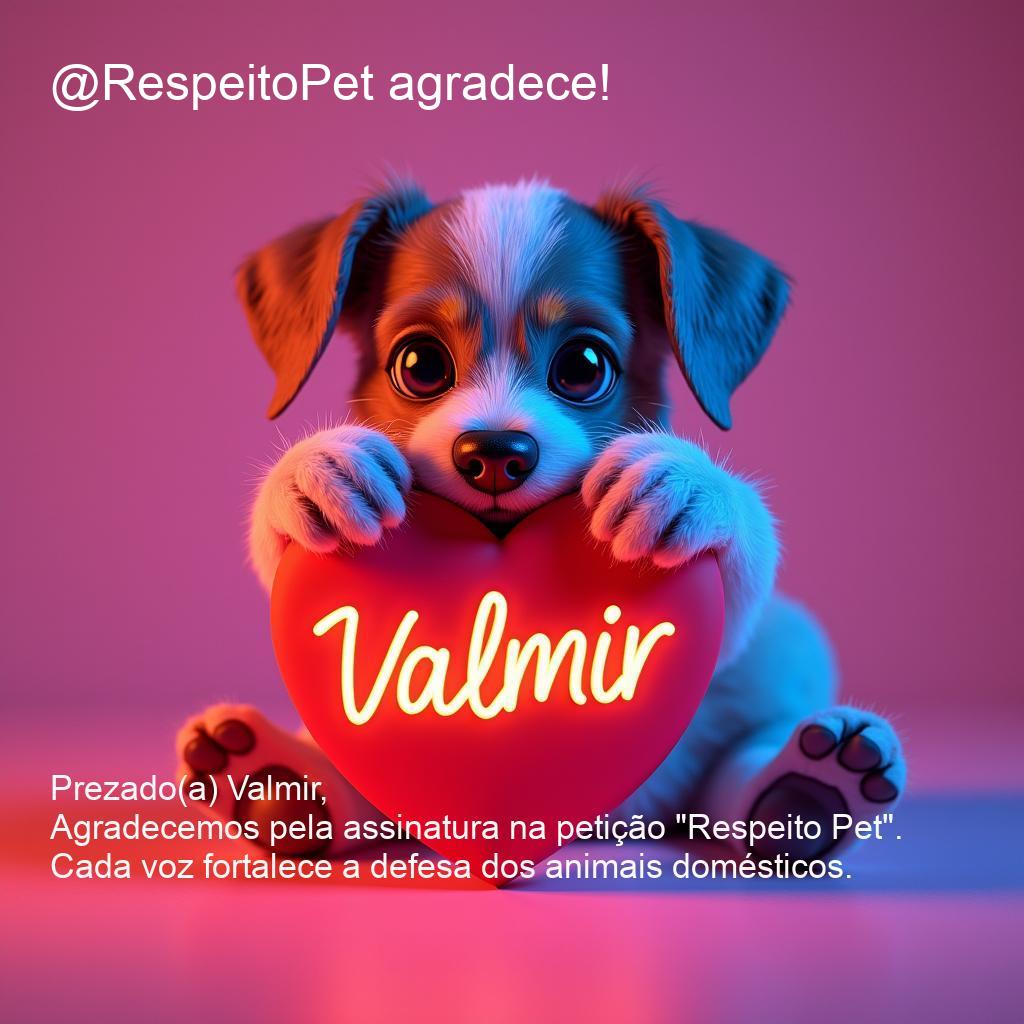 @RespeitoPet agradece!
Valmir
Prezado(a) Valmir,
Agradecemos pela assinatura na petição "Respeito Pet".
Cada voz fortalece a defesa dos animais domésticos.